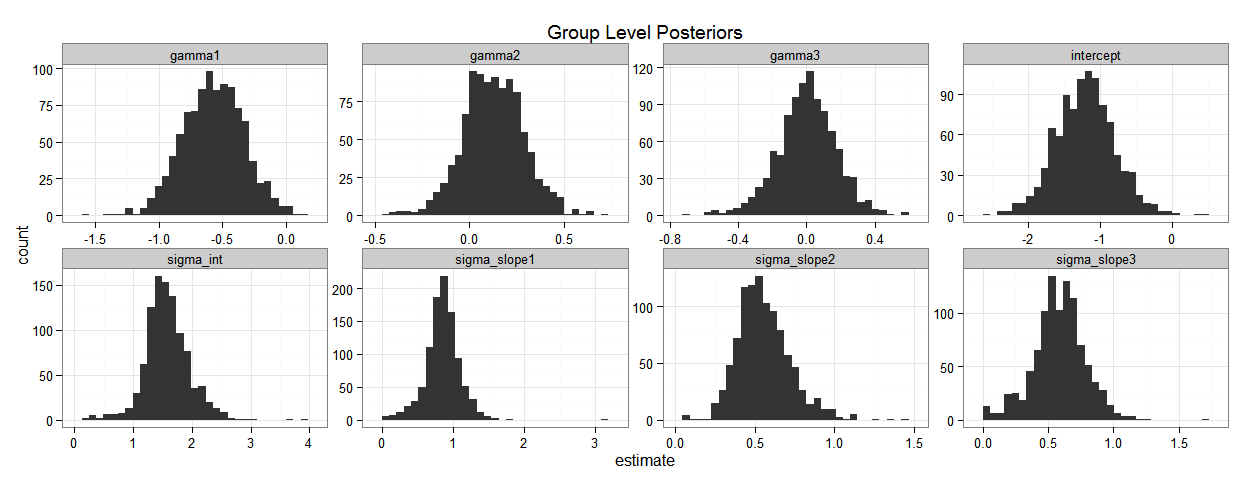 Group Level Posteriors
gamma1 gamma2 gamma3 intercept
100 75 50 25 0
75 50 25 0
120 90 60 30 0
90 60 30 0
-1.5 -1.0 -0.5 0.0
-0.5 0.0 0.5
-0.8 -0.4 0.0 0.4
-2 -1 0
count
sigma_int sigma_slope1 sigma_slope2 sigma_slope3
150 100 50 0
200 150 100 50 0
100 50 0
100 50 0
0 1 2 3 4
0 1 2 3
0.0 0.5 1.0 1.5
0.0 0.5 1.0 1.5
estimate